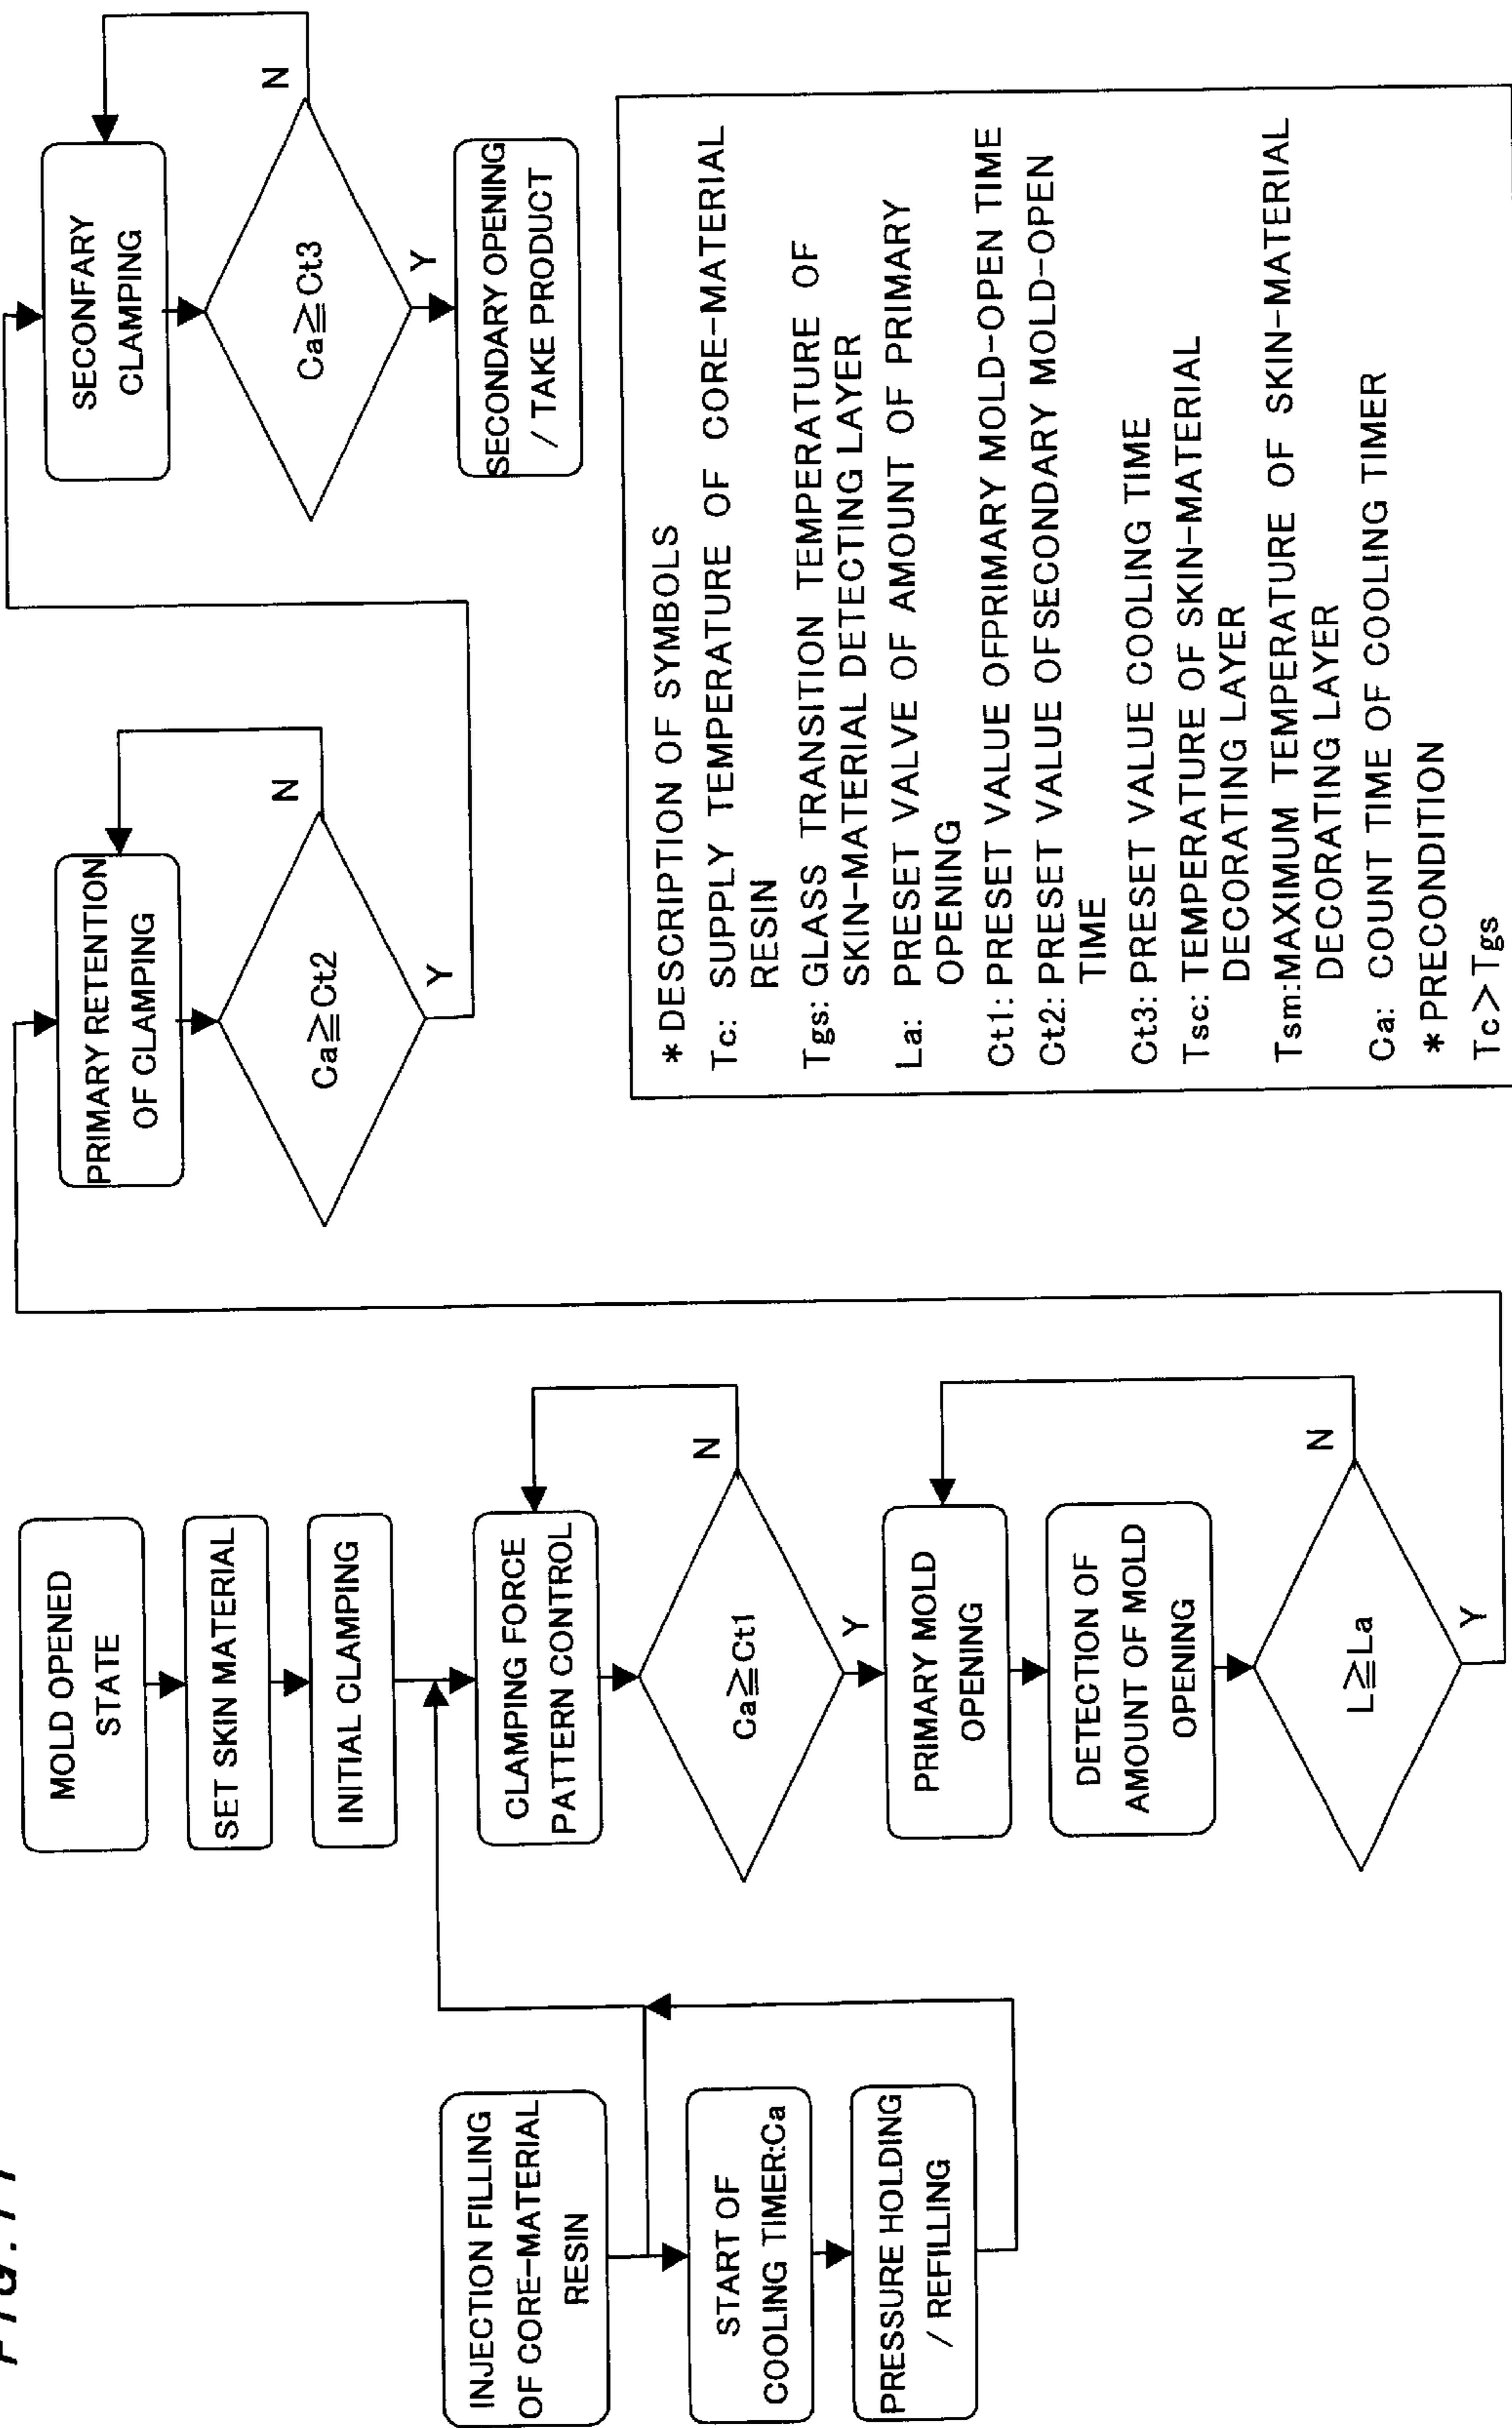 FIG. 11
MOLD OPENED
STATE
SET SKIN MATERIAL
INITIAL CLAMPING
INJECTION FILLING
OF CORE-MATERIAL
RESIN
START OF
COOLING TIMER:Ca
PRESSURE HOLDING
/ REFILLING
CLAMPING FORCE
PATTERN CONTROL
Ca≧Ct1
N
Y
PRIMARY MOLD
OPENING
DETECTION OF
AMOUNT OF MOLD
OPENING
L≧La
N
Y
PRIMARY RETENTION
OF CLAMPING
Ca≧Ct2
N
Y
SECONFARY
CLAMPING
Ca≧Ct3
N
Y
SECONDARY OPENING
/ TAKE PRODUCT
* DESCRIPTION OF SYMBOLS
Tc: SUPPLY TEMPERATURE OF CORE-MATERIAL
RESIN
Tgs: GLASS TRANSITION TEMPERATURE OF
SKIN-MATERIAL DETECTING LAYER
La: PRESET VALVE OF AMOUNT OF PRIMARY
OPENING
Ct1: PRESET VALUE OFPRIMARY MOLD-OPEN TIME
Ct2: PRESET VALUE OFSECONDARY MOLD-OPEN
TIME
Ct3: PRESET VALUE COOLING TIME
Tsc: TEMPERATURE OF SKIN-MATERIAL
DECORATING LAYER
Tsm:MAXIMUM TEMPERATURE OF SKIN-MATERIAL
DECORATING LAYER
Ca: COUNT TIME OF COOLING TIMER
* PRECONDITION
Tc > Tgs